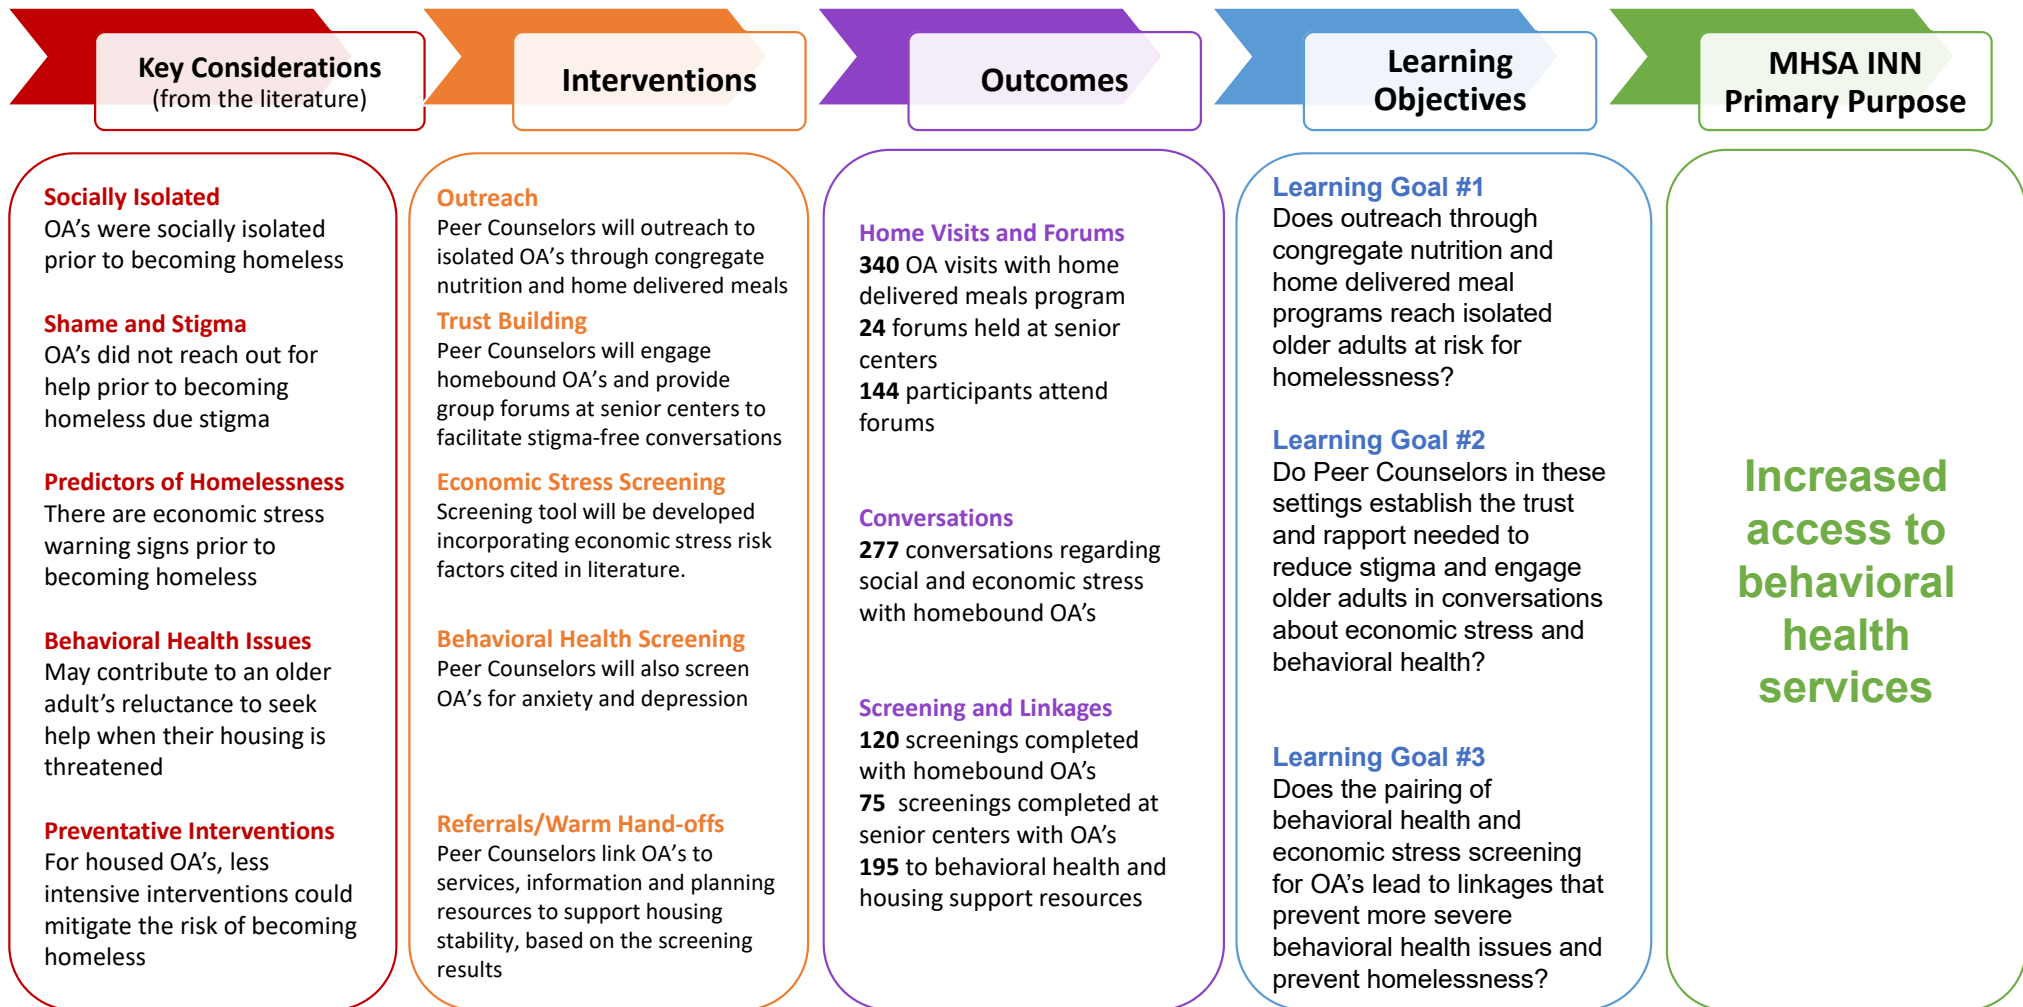 Key Considerations
(from the literature)
Interventions
Outcomes
Learning
Objectives
MHSA INN
Primary Purpose
Socially Isolated
OA’s were socially isolated
prior to becoming homeless
Shame and Stigma
OA’s did not reach out for
help prior to becoming
homeless due stigma
Predictors of Homelessness
There are economic stress
warning signs prior to
becoming homeless
Behavioral Health Issues
May contribute to an older
adult’s reluctance to seek
help when their housing is
threatened
Preventative Interventions
For housed OA’s, less
intensive interventions could
mitigate the risk of becoming
homeless
Outreach
Peer Counselors will outreach to
isolated OA’s through congregate
nutrition and home delivered meals
Trust Building
Peer Counselors will engage
homebound OA’s and provide
group forums at senior centers to
facilitate stigma-free conversations
Economic Stress Screening
Screening tool will be developed
incorporating economic stress risk
factors cited in literature.
Behavioral Health Screening
Peer Counselors will also screen
OA’s for anxiety and depression
Referrals/Warm Hand-offs
Peer Counselors link OA’s to
services, information and planning
resources to support housing
stability, based on the screening
results
Home Visits and Forums
340 OA visits with home
delivered meals program
24 forums held at senior
centers
144 participants attend
forums
Conversations
277 conversations regarding
social and economic stress
with homebound OA’s
Screening and Linkages
120 screenings completed
with homebound OA’s
75 screenings completed at
senior centers with OA’s
195 to behavioral health and
housing support resources
Learning Goal #1
Does outreach through
congregate nutrition and
home delivered meal
programs reach isolated
older adults at risk for
homelessness?
Learning Goal #2
Do Peer Counselors in these
settings establish the trust
and rapport needed to
reduce stigma and engage
older adults in conversations
about economic stress and
behavioral health?
Learning Goal #3
Does the pairing of
behavioral health and
economic stress screening
for OA’s lead to linkages that
prevent more severe
behavioral health issues and
prevent homelessness?
Increased
access to
behavioral
health
services